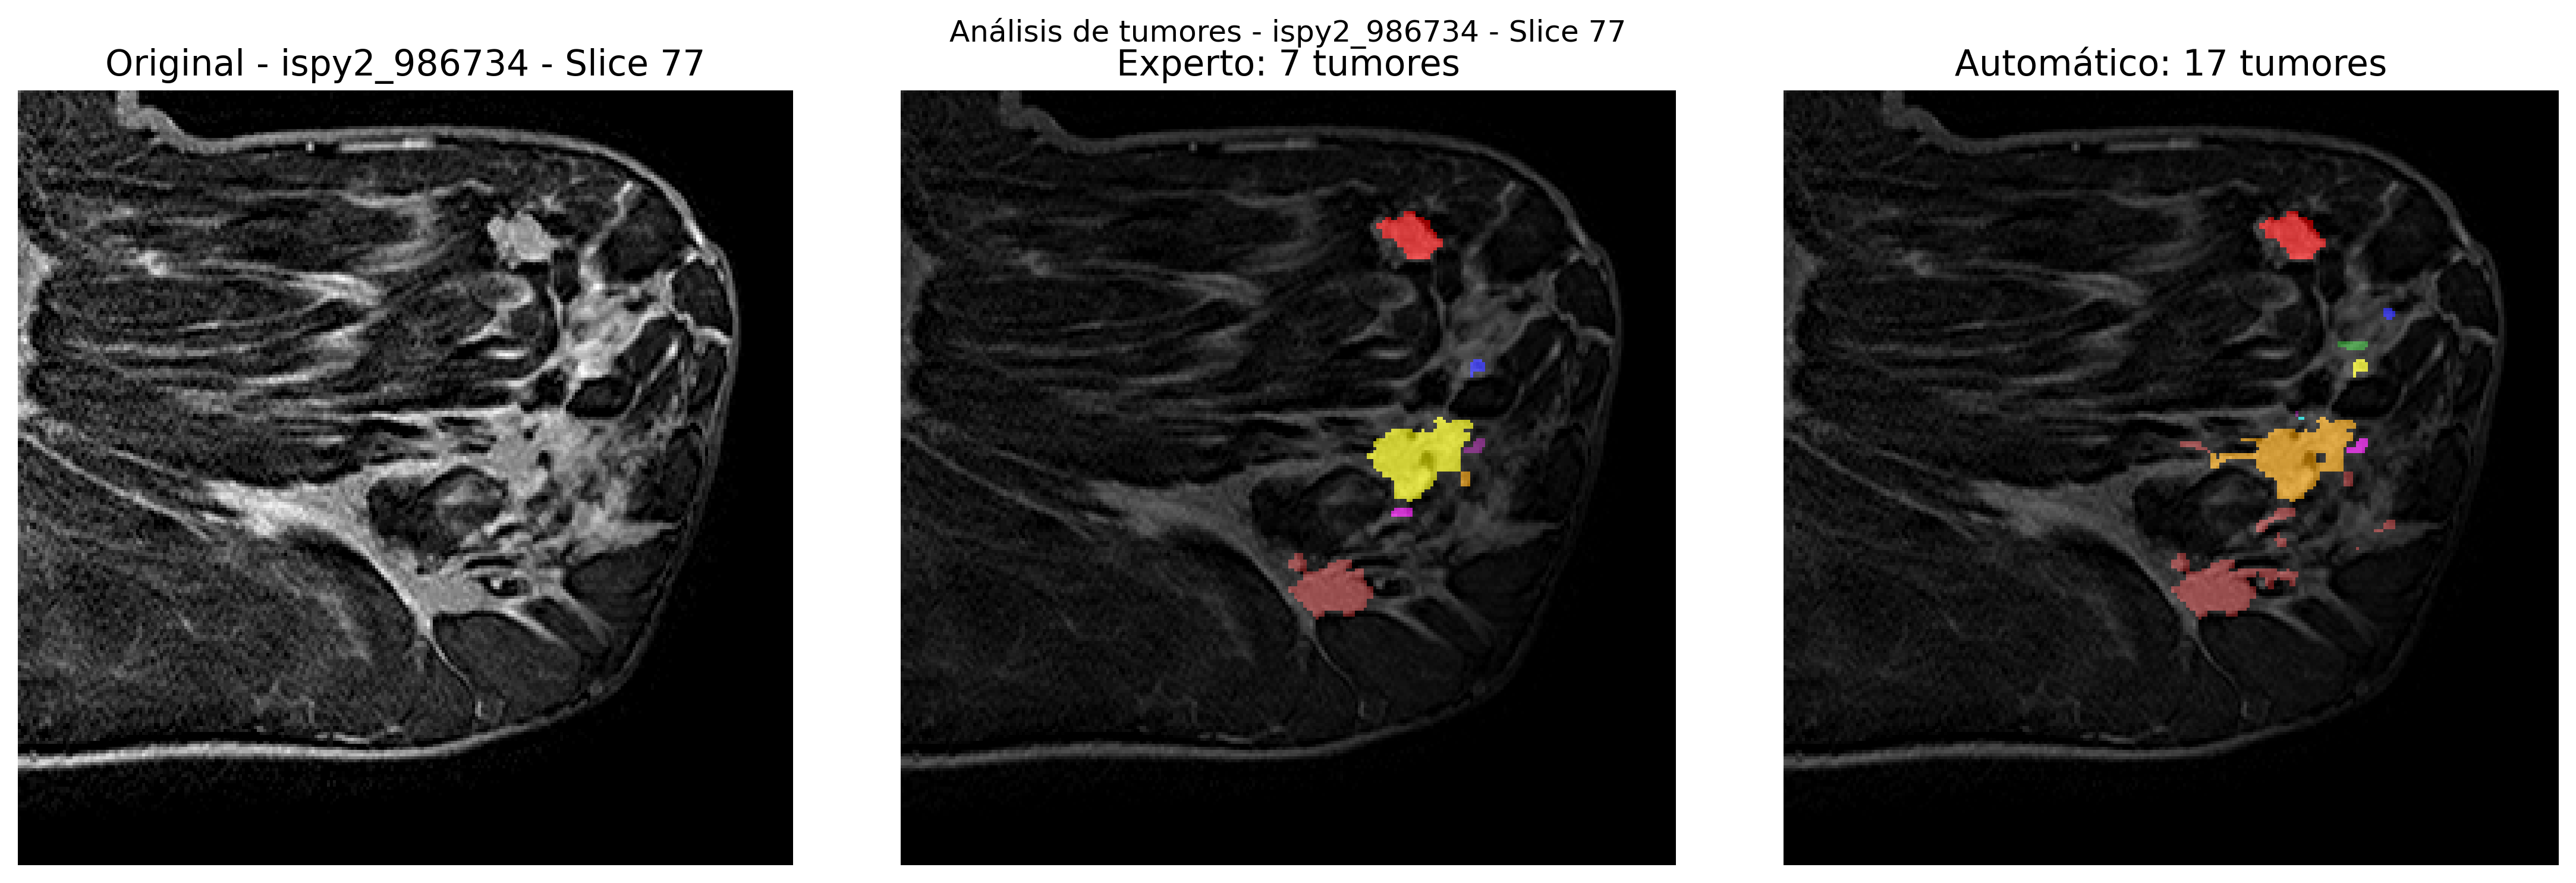 Análisis de tumores - ispy2_986734 - Slice 77
Original - ispy2_986734 - Slice 77
Experto: 7 tumores
Automático: 17 tumores